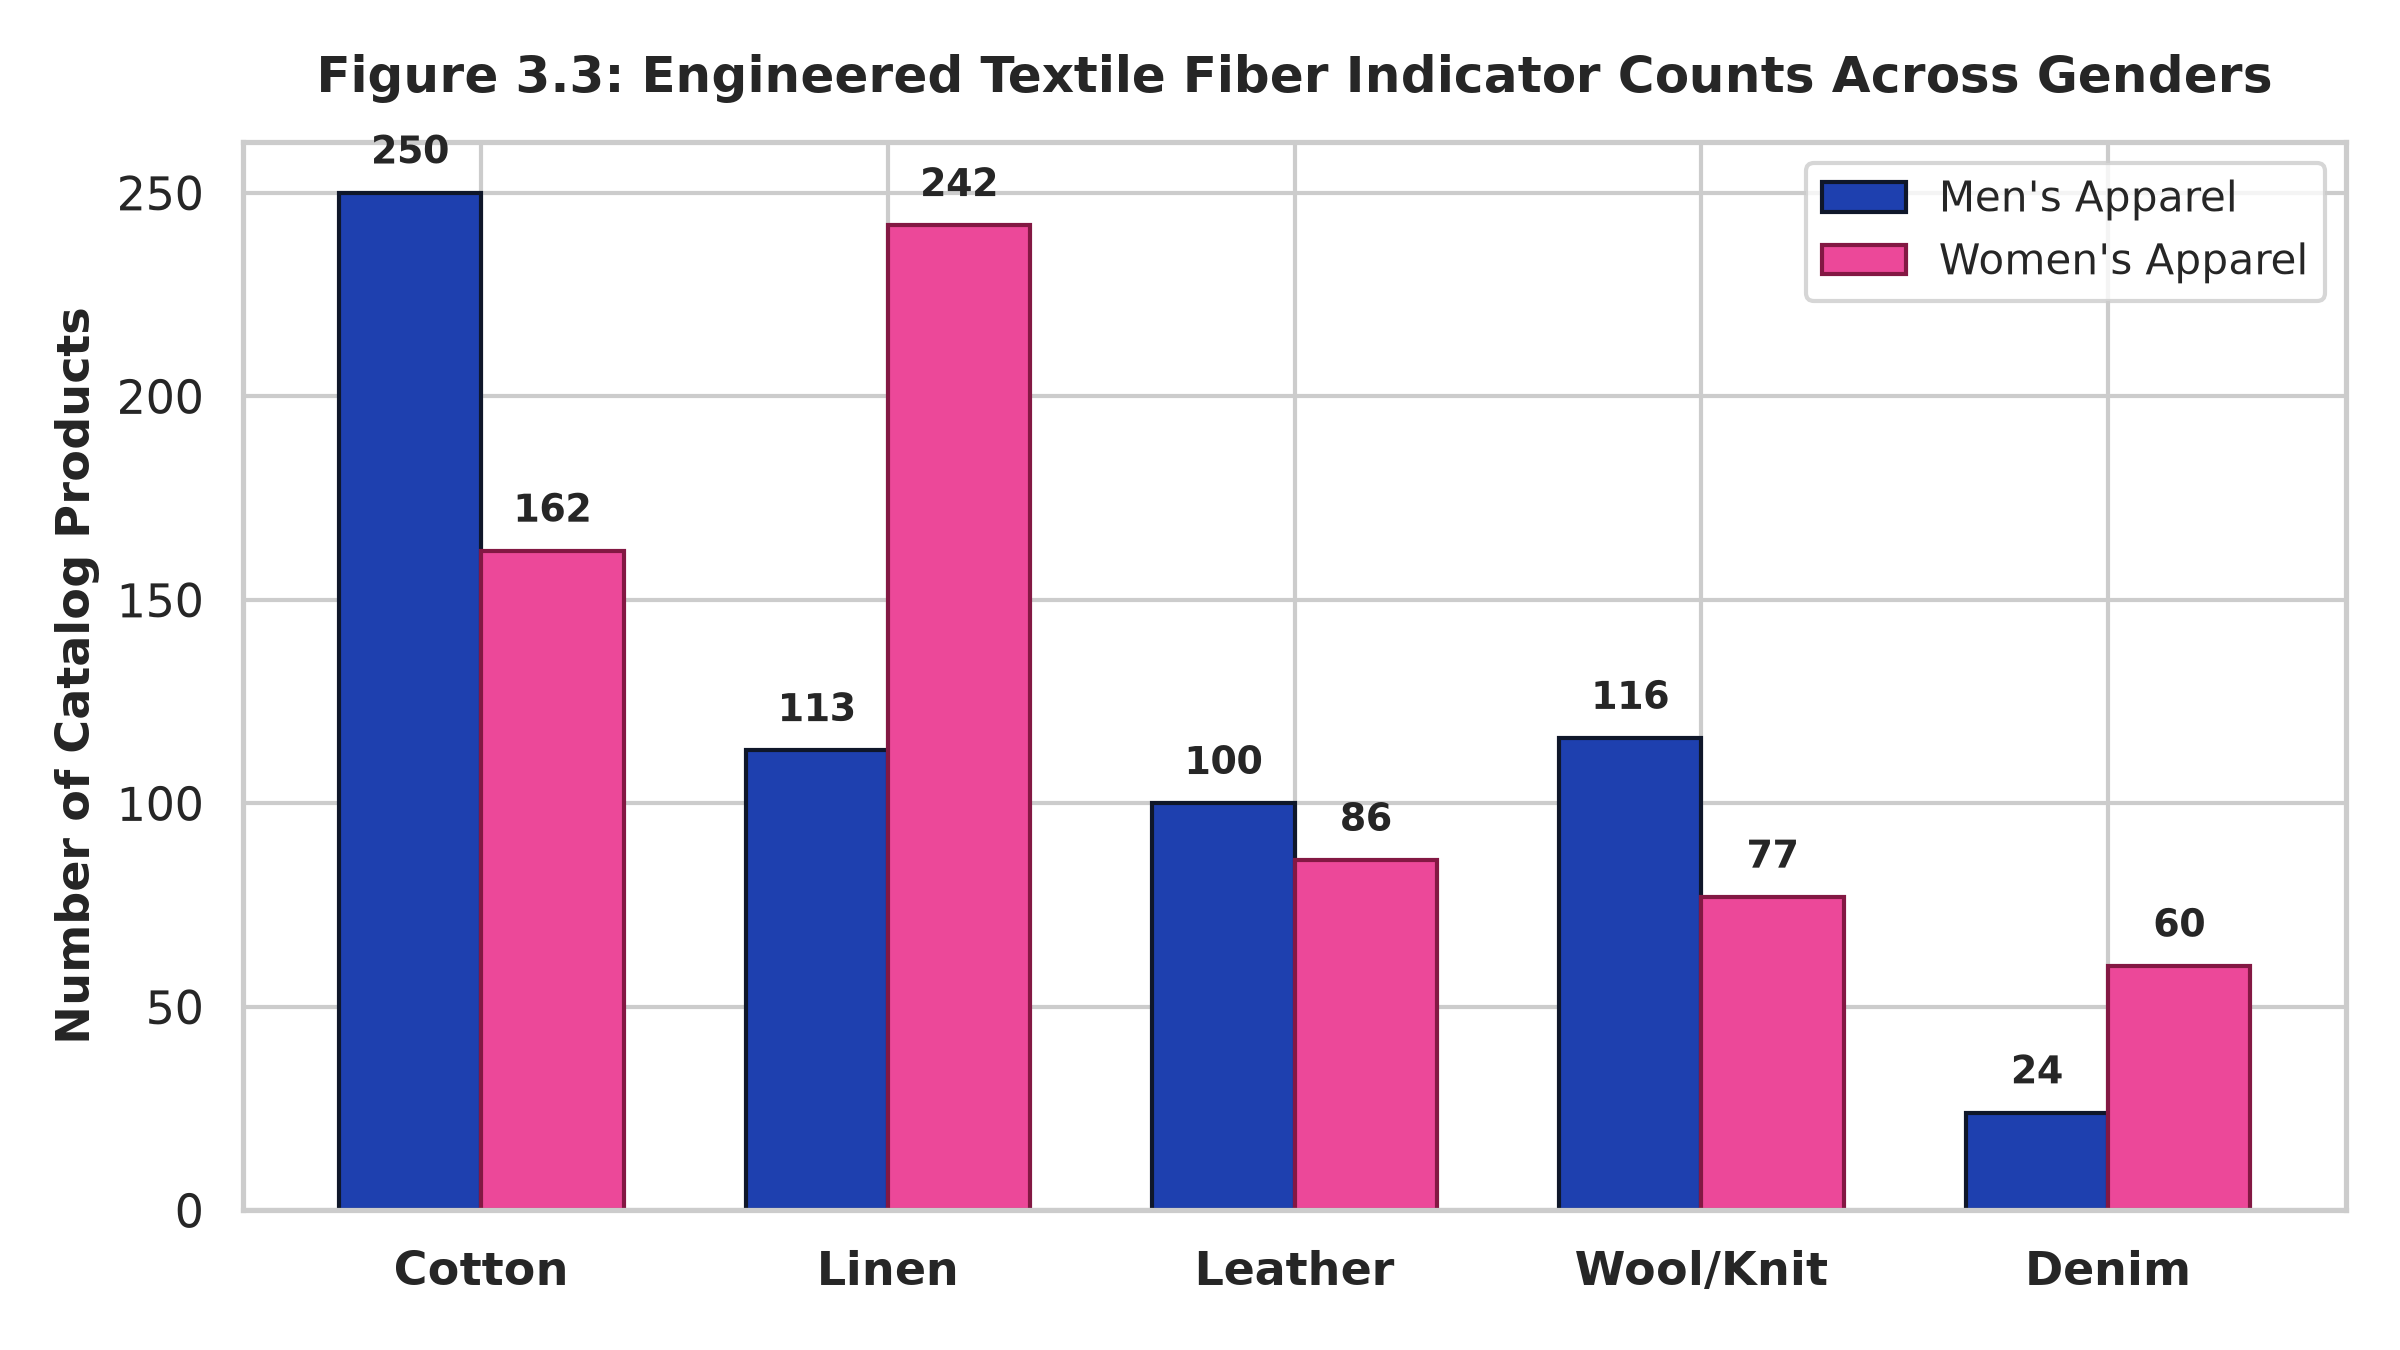 Figure 3.3: Engineered Textile Fiber Indicator Counts Across Genders
Number of Catalog Products
250
200
150
100
50
0
250
162
113
242
100
86
116
77
24
60
Men's Apparel
Women's Apparel
Cotton
Linen
Leather
Wool/Knit
Denim